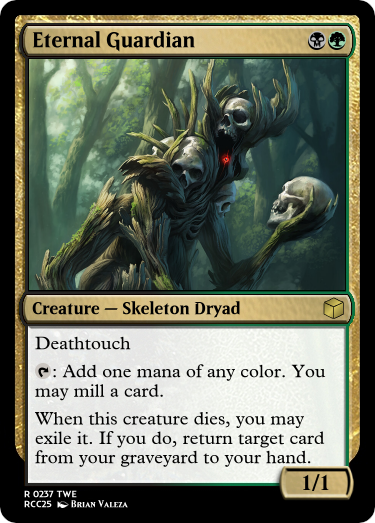 Eternal Guardian
Creature — Skeleton Dryad
Deathtouch
: Add one mana of any color. You
may mill a card.
When this creature dies, you may
exile it. If you do, return target card
from your graveyard to your hand.
1/1
R 0237 TWE
RCC25 Brian Valeza